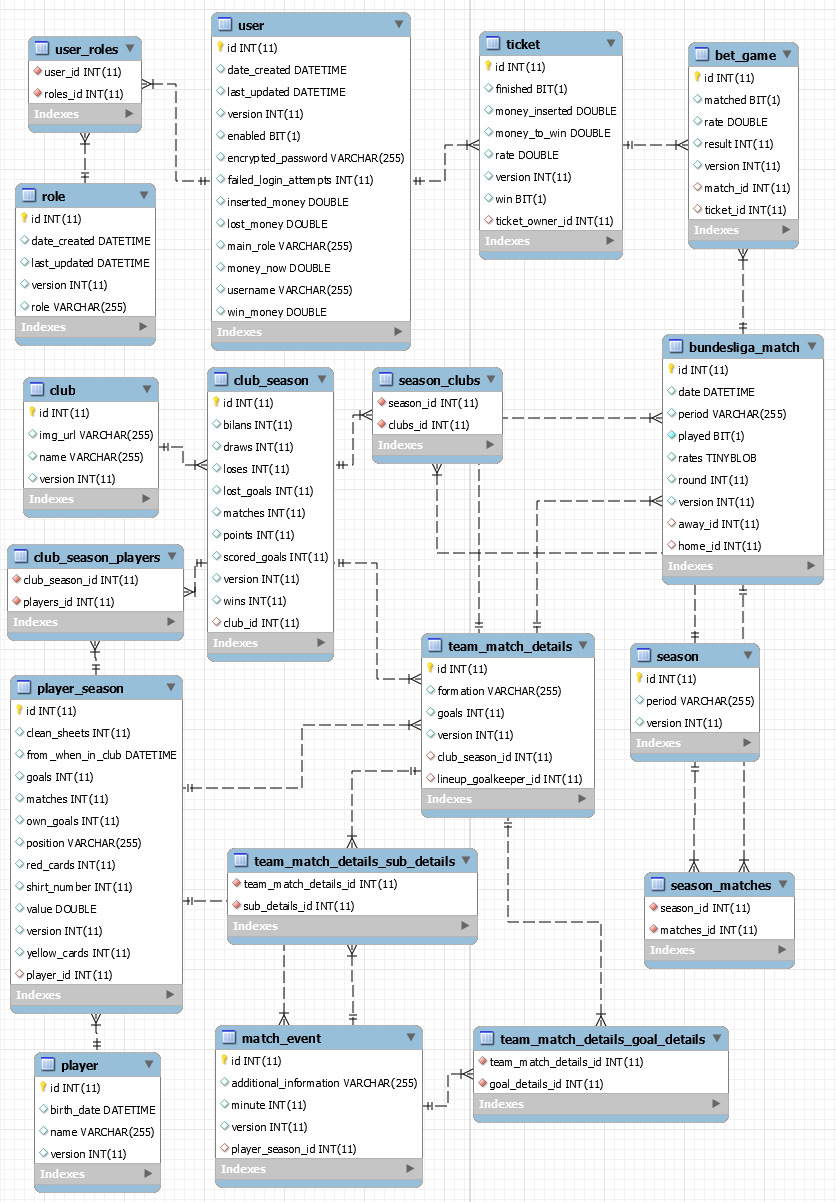 user_roles
user_id INT(11)
roles_id INT(11)
Indexes
user
id INT(11)
date_created DATETIME
last_updated DATETIME
version INT(11)
enabled BIT(1)
encrypted_password VARCHAR(255)
failed_login_attempts INT(11)
inserted_money DOUBLE
lost_money DOUBLE
main_role VARCHAR(255)
money_now DOUBLE
username VARCHAR(255)
win_money DOUBLE
Indexes
ticket
id INT(11)
finished BIT(1)
money_inserted DOUBLE
money_to_win DOUBLE
rate DOUBLE
version INT(11)
win BIT(1)
ticket_owner_id INT(11)
Indexes
bet_game
id INT(11)
matched BIT(1)
rate DOUBLE
result INT(11)
version INT(11)
match_id INT(11)
ticket_id INT(11)
Indexes
role
id INT(11)
date_created DATETIME
last_updated DATETIME
version INT(11)
role VARCHAR(255)
Indexes
club
id INT(11)
img_url VARCHAR(255)
name VARCHAR(255)
version INT(11)
Indexes
club_season
id INT(11)
bilans INT(11)
draws INT(11)
loses INT(11)
lost_goals INT(11)
matches INT(11)
points INT(11)
scored_goals INT(11)
version INT(11)
wins INT(11)
club_id INT(11)
Indexes
season_clubs
season_id INT(11)
clubs_id INT(11)
Indexes
bundesliga_match
id INT(11)
date DATETIME
period VARCHAR(255)
played BIT(1)
rates TINYBLOB
round INT(11)
version INT(11)
away_id INT(11)
home_id INT(11)
Indexes
club_season_players
club_season_id INT(11)
players_id INT(11)
Indexes
team_match_details
id INT(11)
formation VARCHAR(255)
goals INT(11)
version INT(11)
club_season_id INT(11)
lineup_goalkeeper_id INT(11)
Indexes
season
id INT(11)
period VARCHAR(255)
version INT(11)
Indexes
player_season
id INT(11)
clean_sheets INT(11)
from_when_in_club DATETIME
goals INT(11)
matches INT(11)
own_goals INT(11)
position VARCHAR(255)
red_cards INT(11)
shirt_number INT(11)
value DOUBLE
version INT(11)
yellow_cards INT(11)
player_id INT(11)
Indexes
team_match_details_sub_details
team_match_details_id INT(11)
sub_details_id INT(11)
Indexes
season_matches
season_id INT(11)
matches_id INT(11)
Indexes
match_event
id INT(11)
additional_information VARCHAR(255)
minute INT(11)
version INT(11)
player_season_id INT(11)
Indexes
team_match_details_goal_details
team_match_details_id INT(11)
goal_details_id INT(11)
Indexes
player
id INT(11)
birth_date DATETIME
name VARCHAR(255)
version INT(11)
Indexes